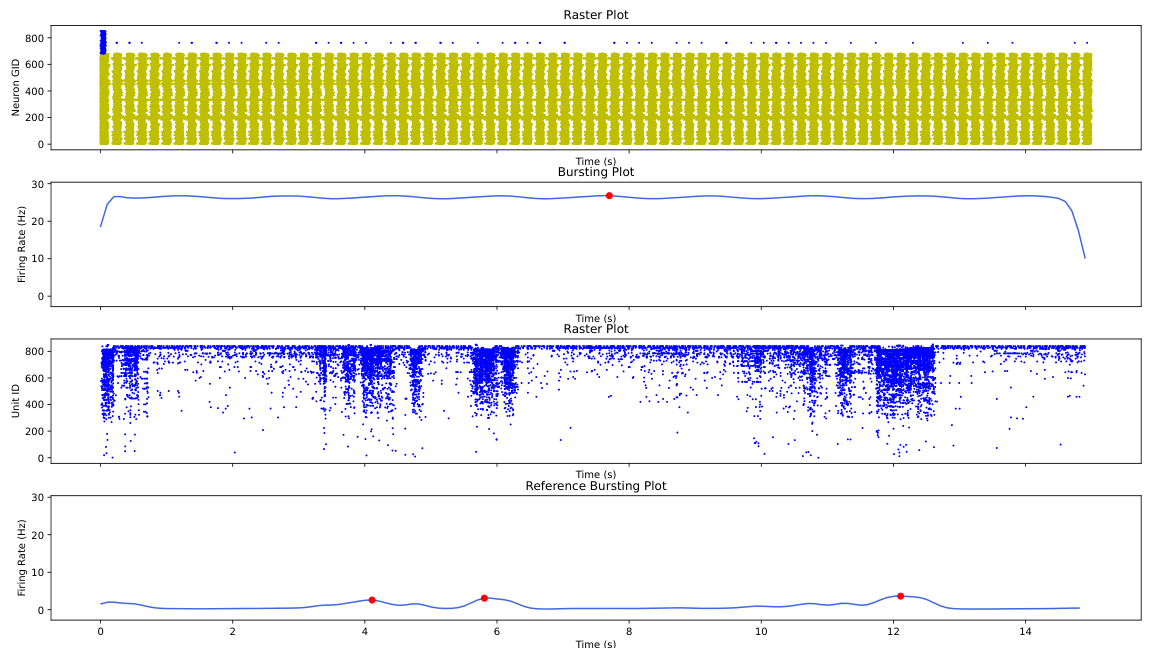 Raster Plot
800
600
400
200
0
Neuron GID
Time (s)
Bursting Plot
30
20
10
0
Firing Rate (Hz)
Time (s)
Raster Plot
800
600
400
200
0
Unit ID
Time (s)
Reference Bursting Plot
30
20
10
0
Firing Rate (Hz)
0 2 4 6 8 10 12 14
Time (s)